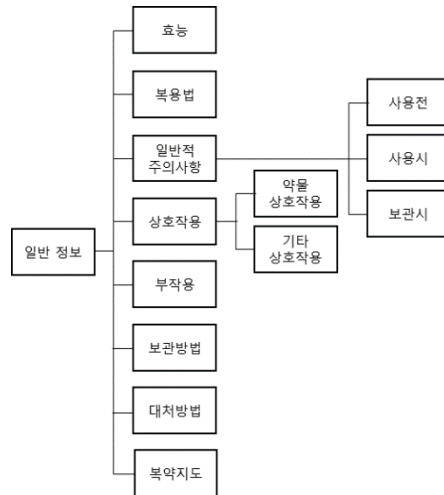 효능
복용법
일반적
주의사항
사용전
사용시
보관시
상호작용
약물
상호작용
기타
상호작용
일반 정보
부작용
보관방법
대처방법
복약지도